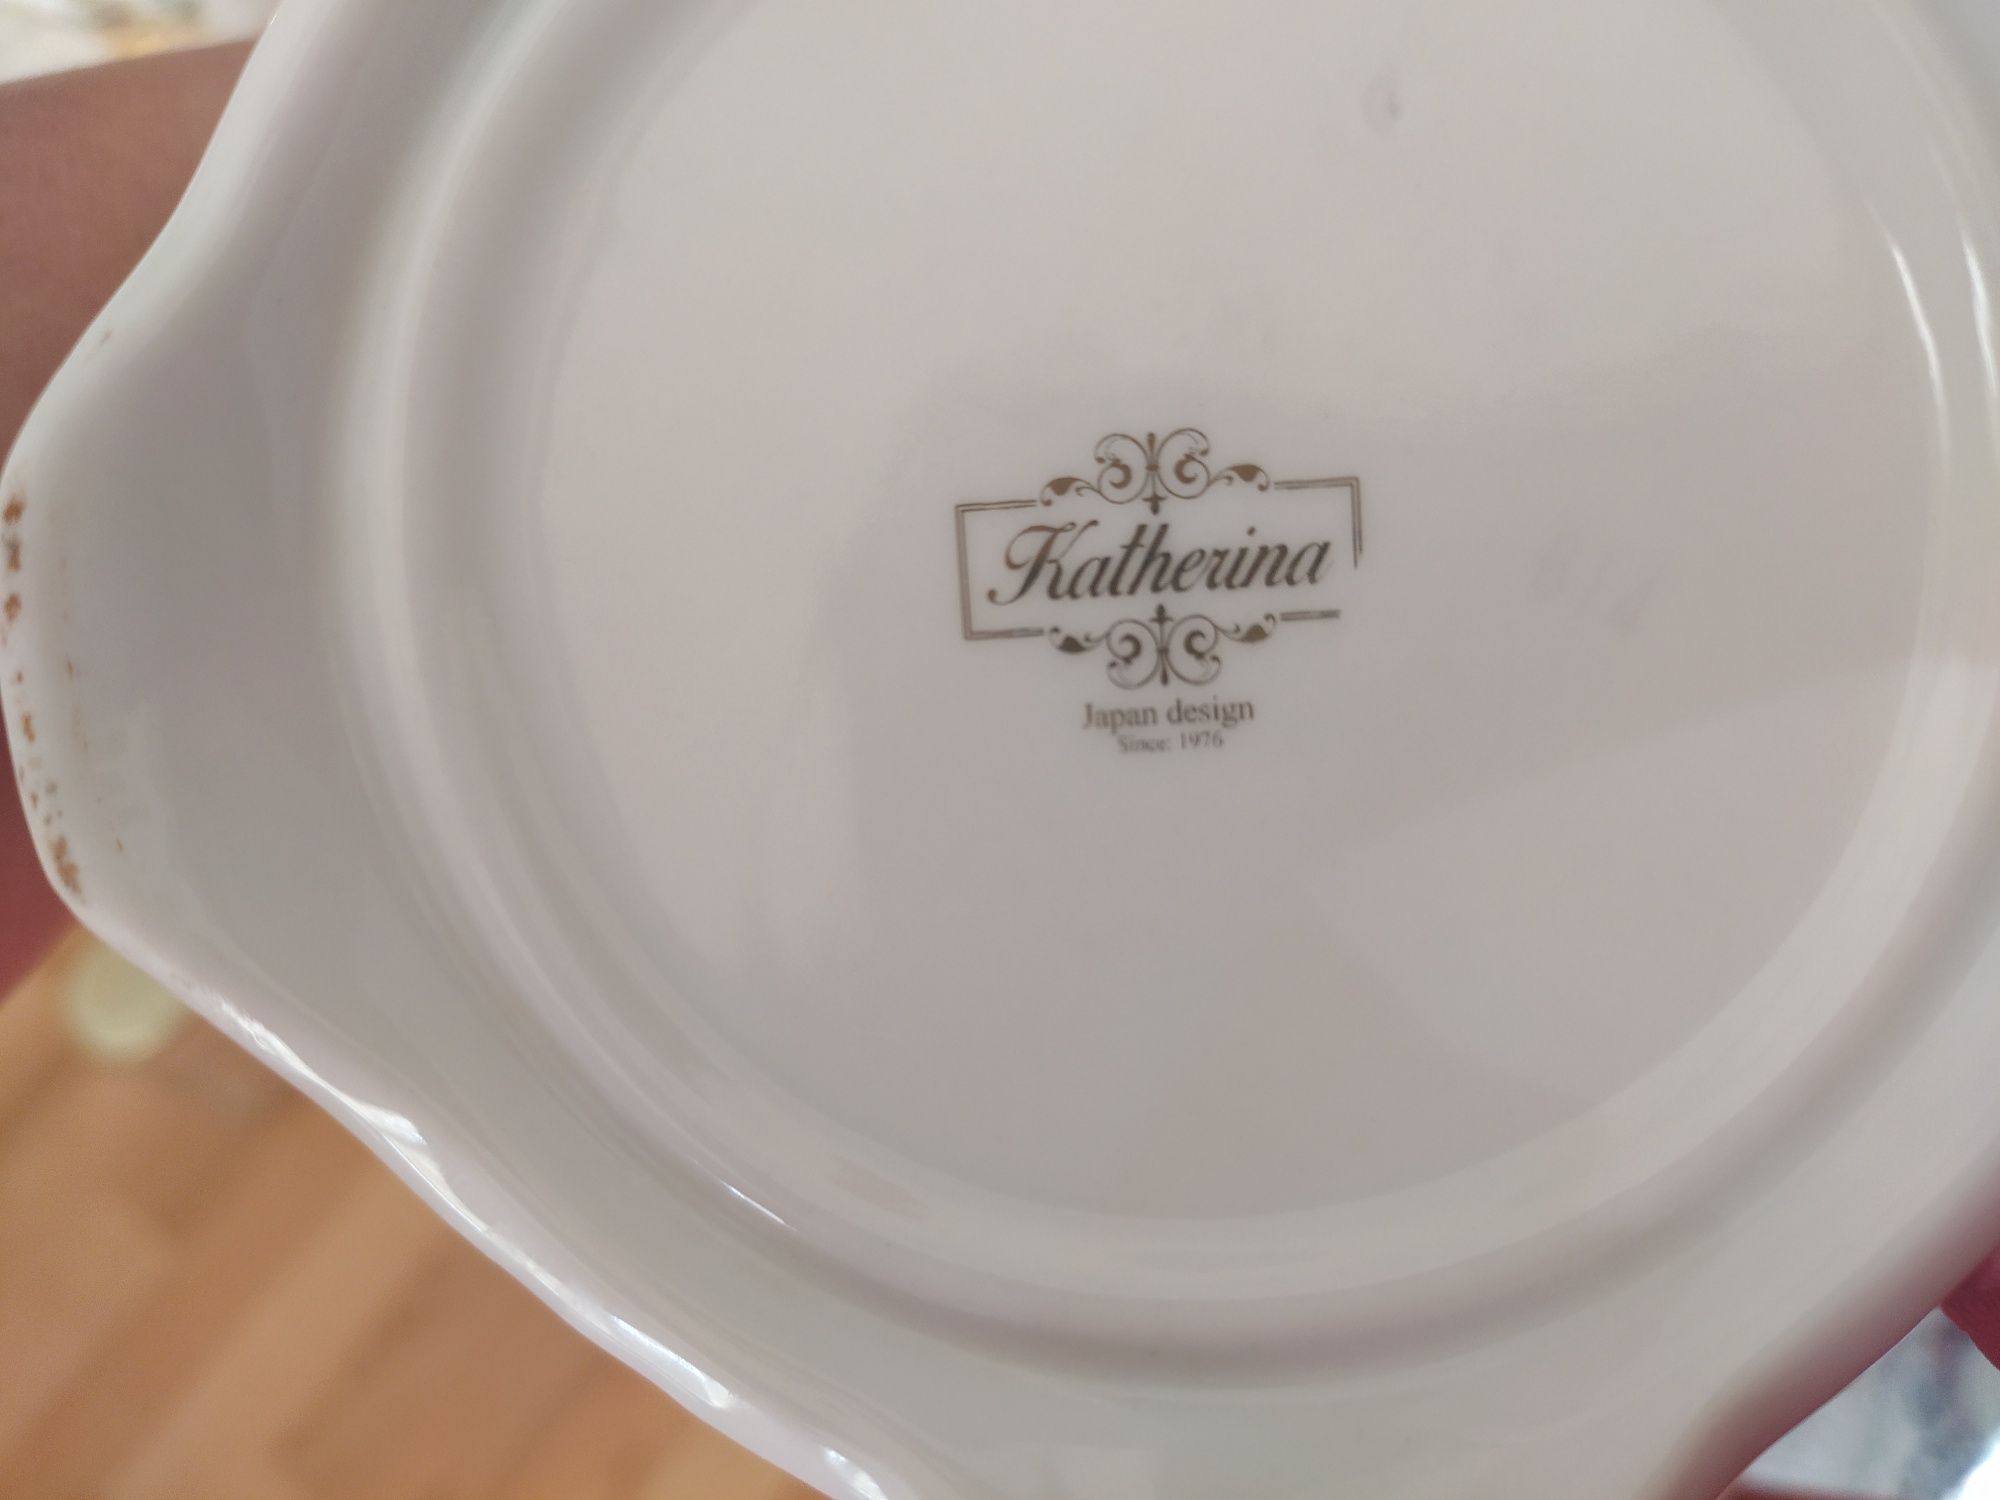 Katherina
Japan design
Since: 1976